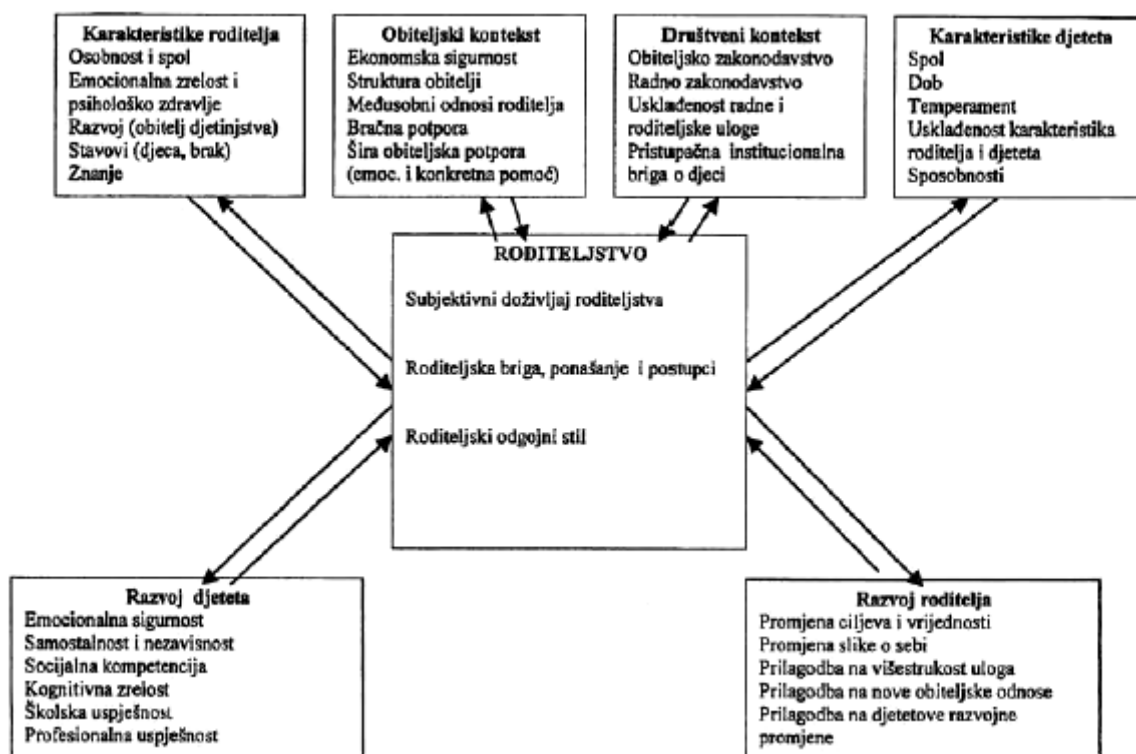 Karakteristike roditelja
Osobnost i spol
Emocionalna zrelost i
psihološko zdravlje
Razvoj (obitelj djetinjstva)
Stavovi (djeca, brak)
Znanje
Obiteljski kontekst
Ekonomska sigurnost
Struktura obitelji
Međusobni odnosi roditelja
Bračna potpora
Šira obiteljska potpora
(emoc. i konkretna pomoć)
Društveni kontekst
Obiteljsko zakonodavstvo
Radno zakonodavstvo
Usklađenost radne i
roditeljske uloge
Pristupačna institucionalna
briga o djeci
Karakteristike djeteta
Spol
Dob
Temperament
Usklađenost karakteristika
roditelja i djeteta
Sposobnosti
RODITELJSTVO
Subjektivni doživljaj roditeljstva
Roditeljska briga, ponašanje i postupci
Roditeljski odgojni stil
Razvoj djeteta
Emocionalna sigurnost
Samostalnost i nezavisnost
Socijalna kompetencija
Kognitivna zrelost
Školska uspješnost
Profesionalna uspješnost
Razvoj roditelja
Promjena ciljeva i vrijednosti
Promjena slike o sebi
Prilagodba na višestrukost uloga
Prilagodba na nove obiteljske odnose
Prilagodba na djetetove razvojne
promjene